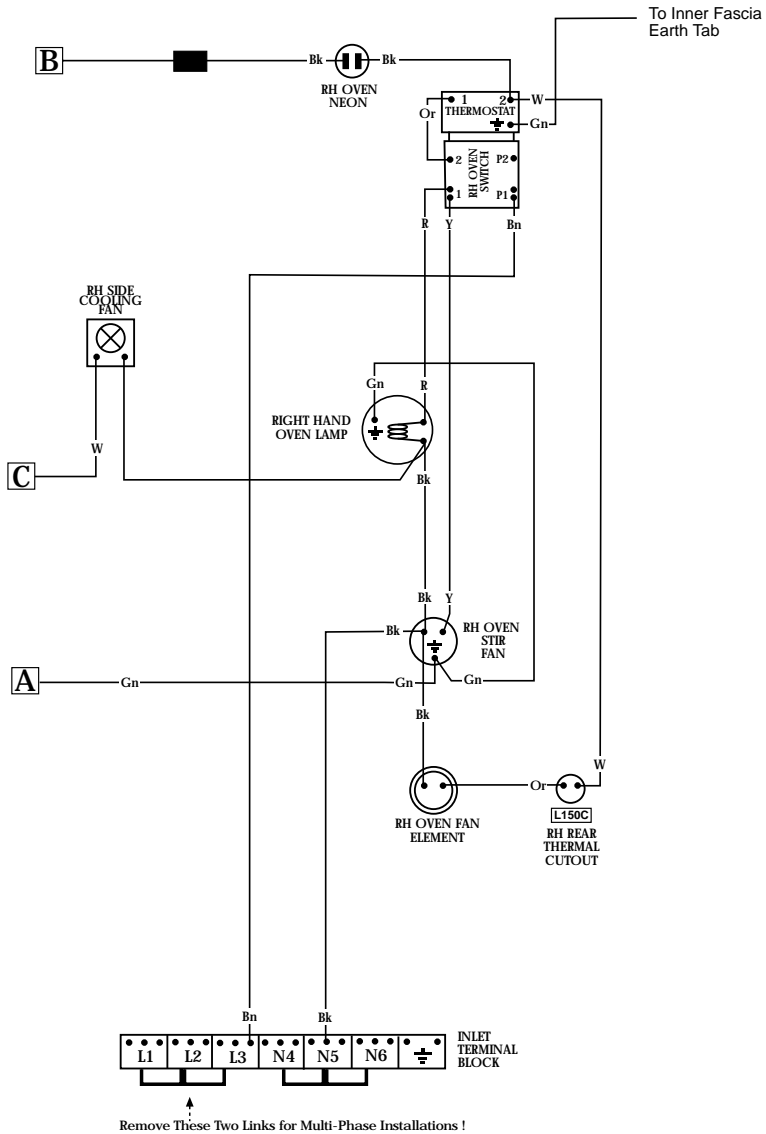 To Inner Fascia
Earth Tab
B
Bk
Bk
RH OVEN
NEON
1
2
W
THERMOSTAT
Or
Gn
2
P2
RH OVEN
SWITCH
1
P1
R
Y
Bn
RH SIDE
COOLING
FAN
Gn
R
RIGHT HAND
OVEN LAMP
W
C
Bk
Bk
Y
Bk
RH OVEN
STIR
FAN
A
Gn
Gn
Gn
Bk
W
Or
L150C
RH OVEN FAN
ELEMENT
RH REAR
THERMAL
CUTOUT
Bn
Bk
L1
L2
L3
N4
N5
N6
INLET
TERMINAL
BLOCK
Remove These Two Links for Multi-Phase Installations !